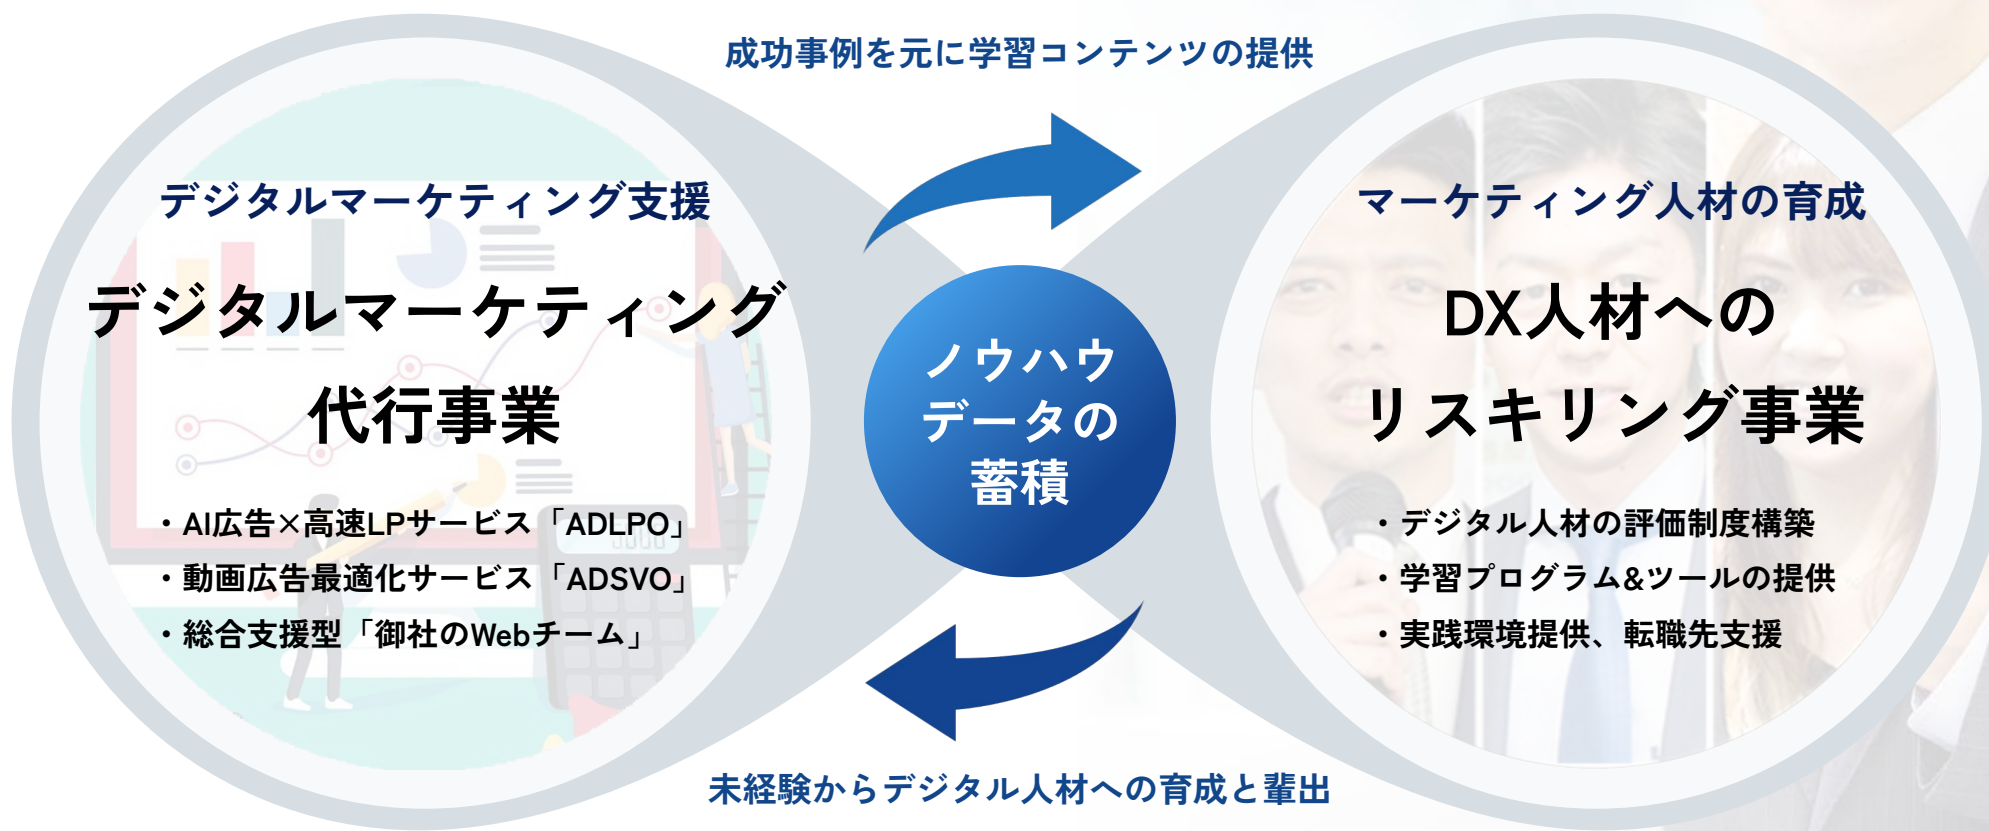 成功事例を元に学習コンテンツの提供
デジタルマーケティング支援
デジタルマーケティング
代行事業
・AI広告×高速LPサービス「ADLPO」
・動画広告最適化サービス「ADSVO」
・総合支援型「御社のWebチーム」
ノウハウ
データの
蓄積
マーケティング人材の育成
DX人材への
リスキリング事業
・デジタル人材の評価制度構築
・学習プログラム&ツールの提供
・実践環境提供、転職先支援
未経験からデジタル人材への育成と輩出